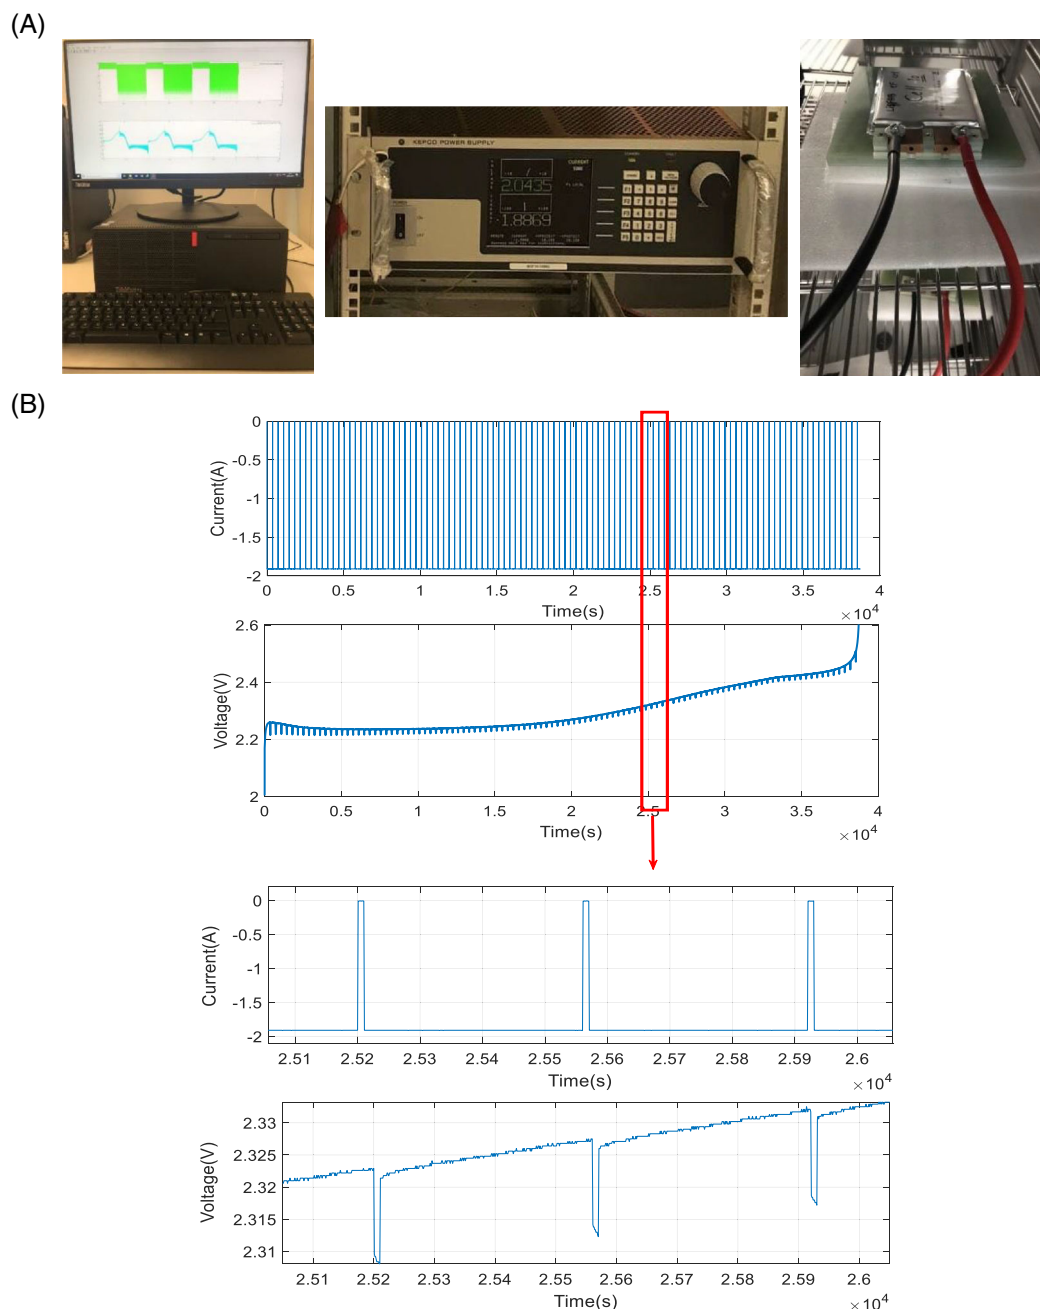 (A)
KEPCO POWER SUPPLY
CURRENT
2.0435
-1.8869
(B)
0
-0.5
-1
-1.5
-2
Current(A)
0 0.5 1 1.5 2 2.5 3 3.5 4
Time(s)
×10⁴
2.6
2.4
2.2
2
Voltage(V)
0 0.5 1 1.5 2 2.5 3 3.5 4
Time(s)
×10⁴
0
-0.5
-1
-1.5
-2
Current(A)
2.51 2.52 2.53 2.54 2.55 2.56 2.57 2.58 2.59 2.6
Time(s)
×10⁴
2.33
2.325
2.32
2.315
2.31
Voltage(V)
2.51 2.52 2.53 2.54 2.55 2.56 2.57 2.58 2.59 2.6
Time(s)
×10⁴